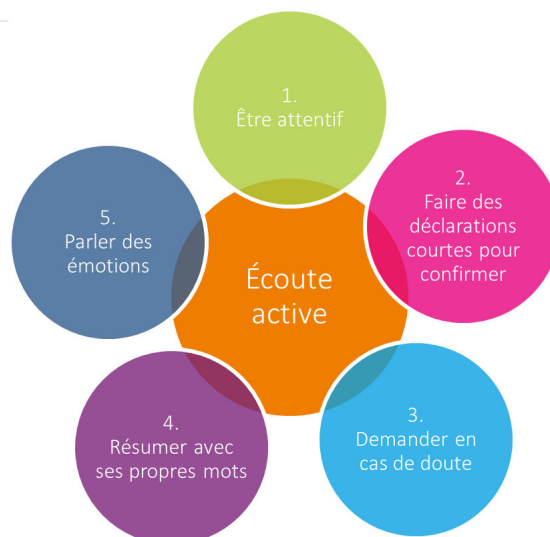 1.
Être attentif
2.
Faire des
déclarations
courtes pour
confirmer
3.
Demander en
cas de doute
4.
Résumer avec
ses propres mots
5.
Parler des
émotions
Écoute
active